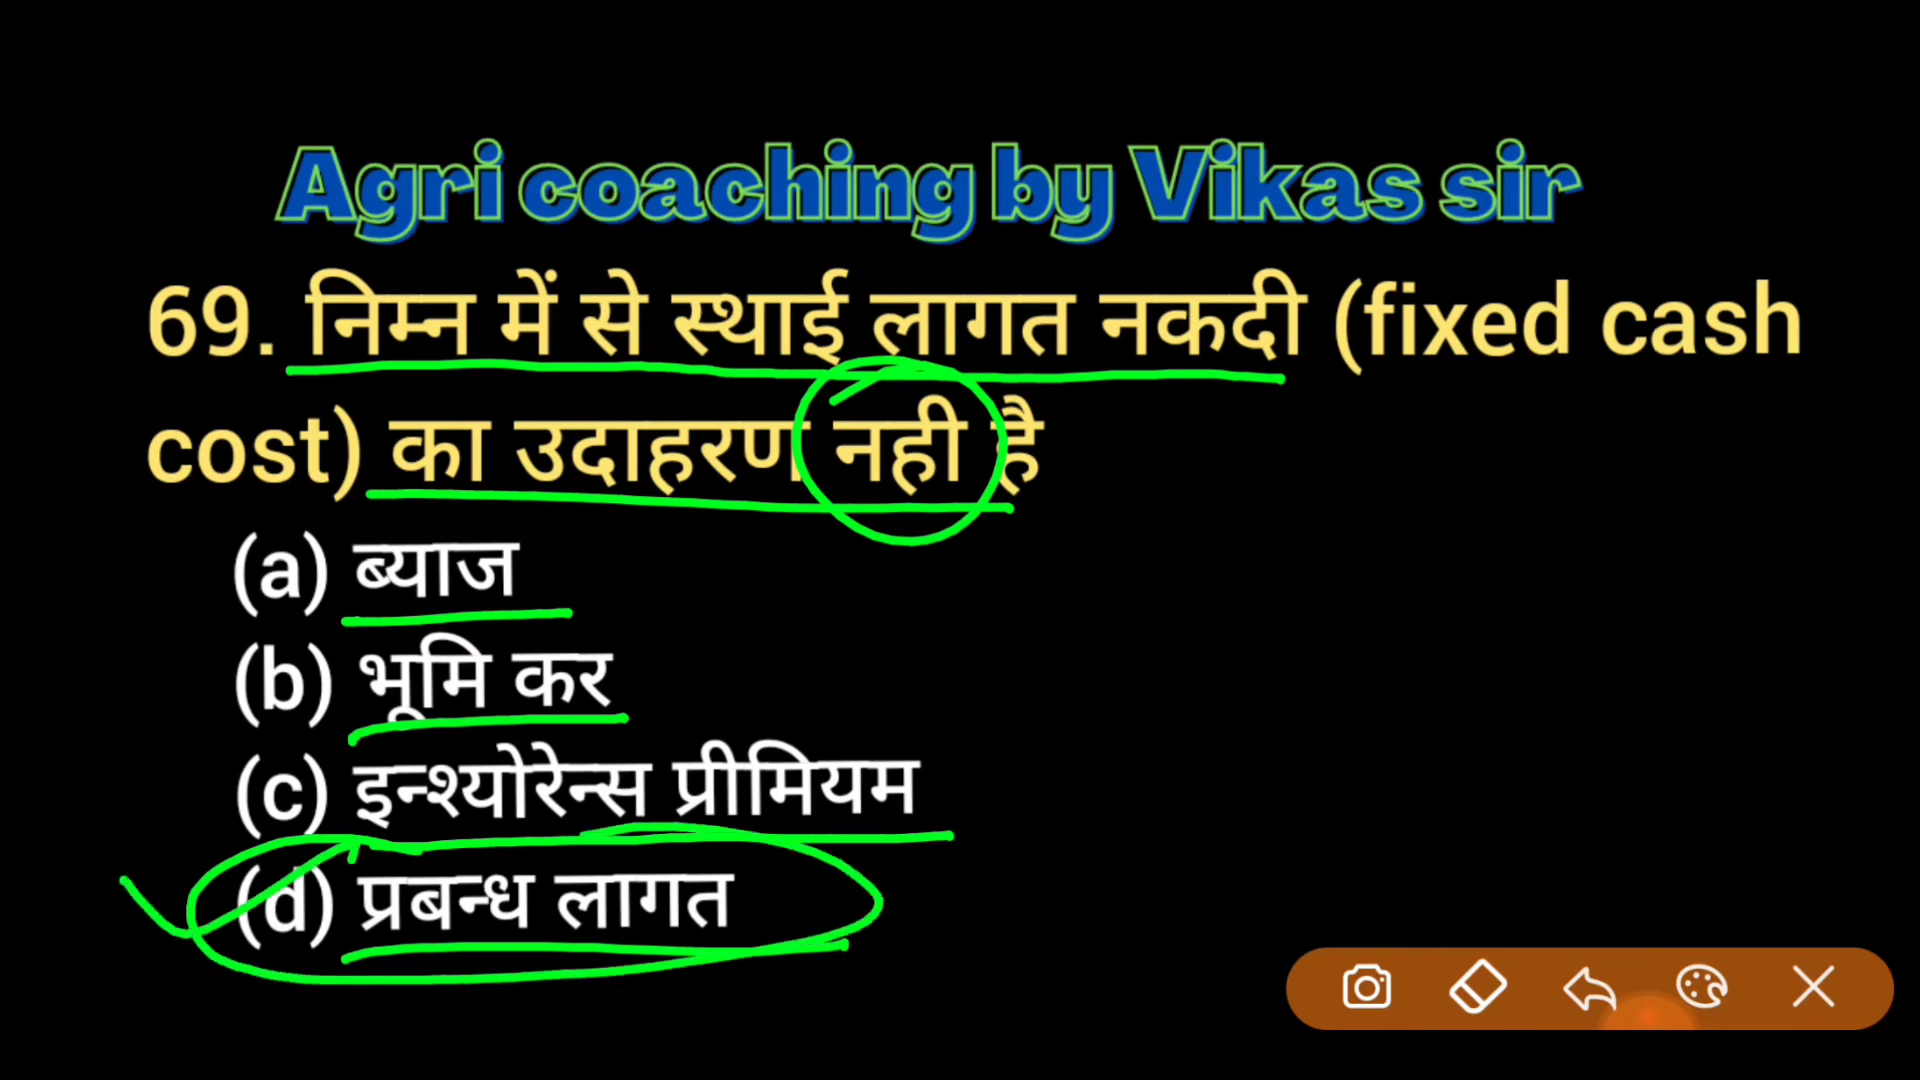 Agri coaching by Vikas sir
69. निम्न में से स्थाई लागत नकदी (fixed cash
cost) का उदाहरण नही है
(a) ब्याज
(b) भूमि कर
(c) इन्श्योरेन्स प्रीमियम
(d) प्रबन्ध लागत